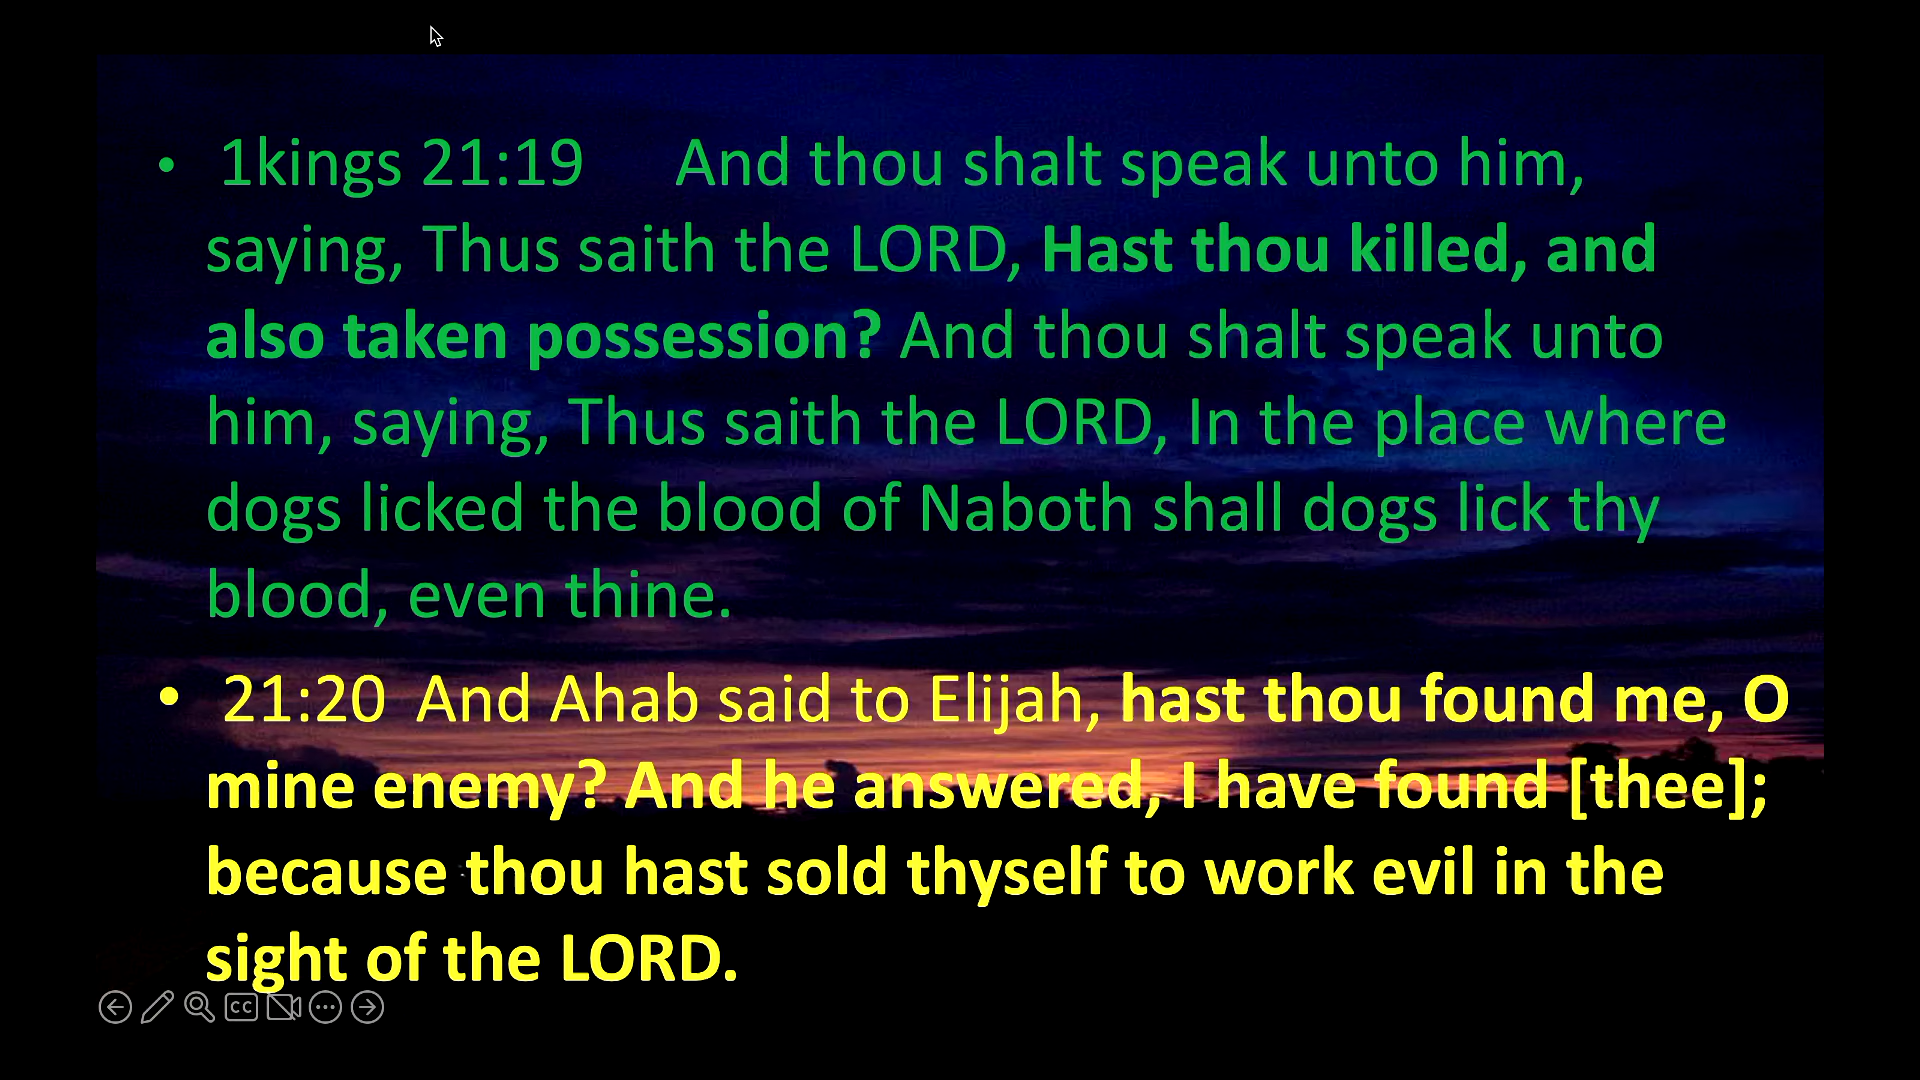 • 1kings 21:19 And thou shalt speak unto him,
saying, Thus saith the LORD, Hast thou killed, and
also taken possession? And thou shalt speak unto
him, saying, Thus saith the LORD, In the place where
dogs licked the blood of Naboth shall dogs lick thy
blood, even thine.
• 21:20 And Ahab said to Elijah, hast thou found me, O
mine enemy? And he answered, I have found [thee];
because thou hast sold thyself to work evil in the
sight of the LORD.
CC